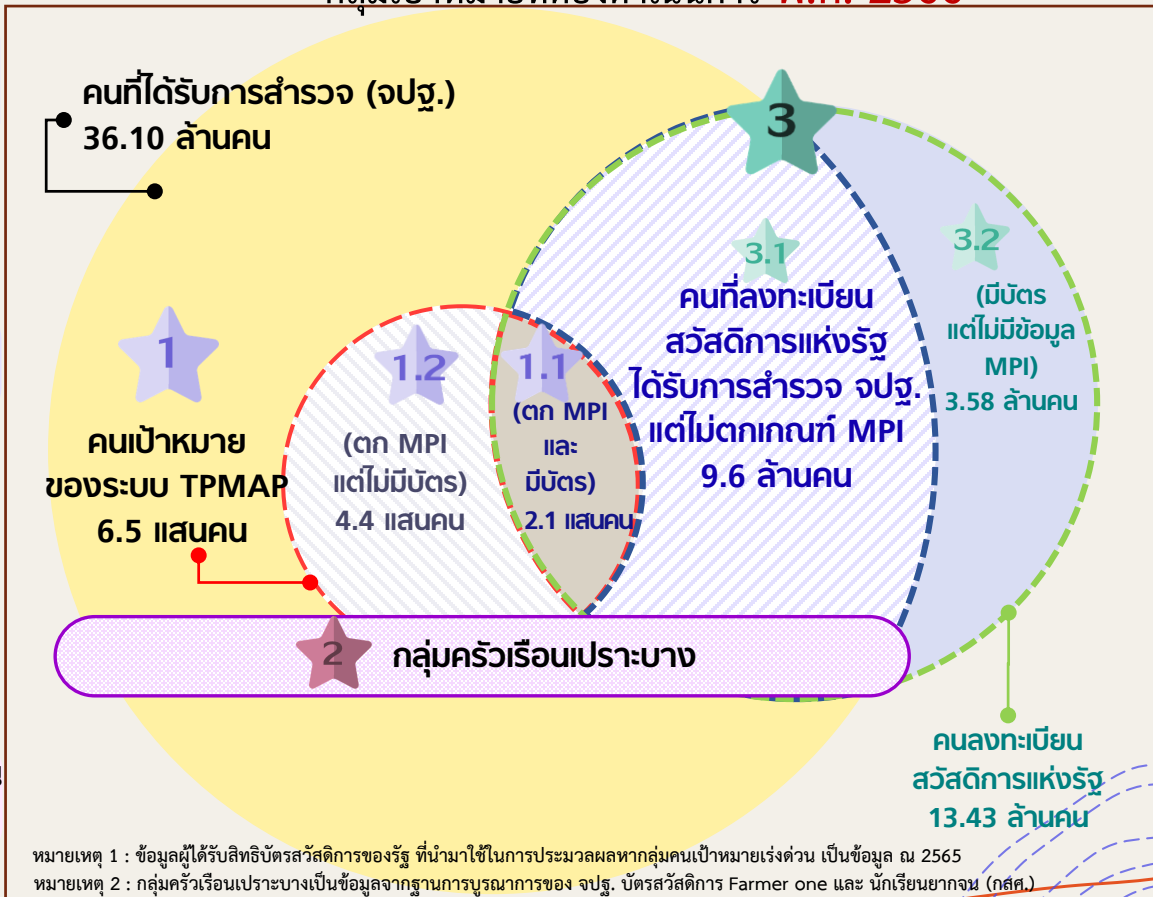 พ.ศ. 2566
คนที่ได้รับการสำรวจ (จปฐ.)
36.10 ล้านคน
3
3.1
คนที่ลงทะเบียน
สวัสดิการแห่งรัฐ
ได้รับการสำรวจ จปฐ.
แต่ไม่ตกเกณฑ์ MPI
9.6 ล้านคน
3.2
(มีบัตร
แต่ไม่มีข้อมูล
MPI)
3.58 ล้านคน
1
คนเป้าหมาย
ของระบบ TPMAP
6.5 แสนคน
1.2
(ตก MPI
แต่ไม่มีบัตร)
4.4 แสนคน
1.1
(ตก MPI
และ
มีบัตร)
2.1 แสนคน
2
กลุ่มครัวเรือนเปราะบาง
คนลงทะเบียน
สวัสดิการแห่งรัฐ
13.43 ล้านคน
หมายเหตุ 1 : ข้อมูลผู้ได้รับสิทธิบัตรสวัสดิการของรัฐ ที่นำมาใช้ในการประมวลผลหากลุ่มคนเป้าหมายเร่งด่วน เป็นข้อมูล ณ 2565
หมายเหตุ 2 : กลุ่มครัวเรือนเปราะบางเป็นข้อมูลจากฐานการบูรณาการของ จปฐ. บัตรสวัสดิการ Farmer one และ นักเรียนยากจน (กสศ.)